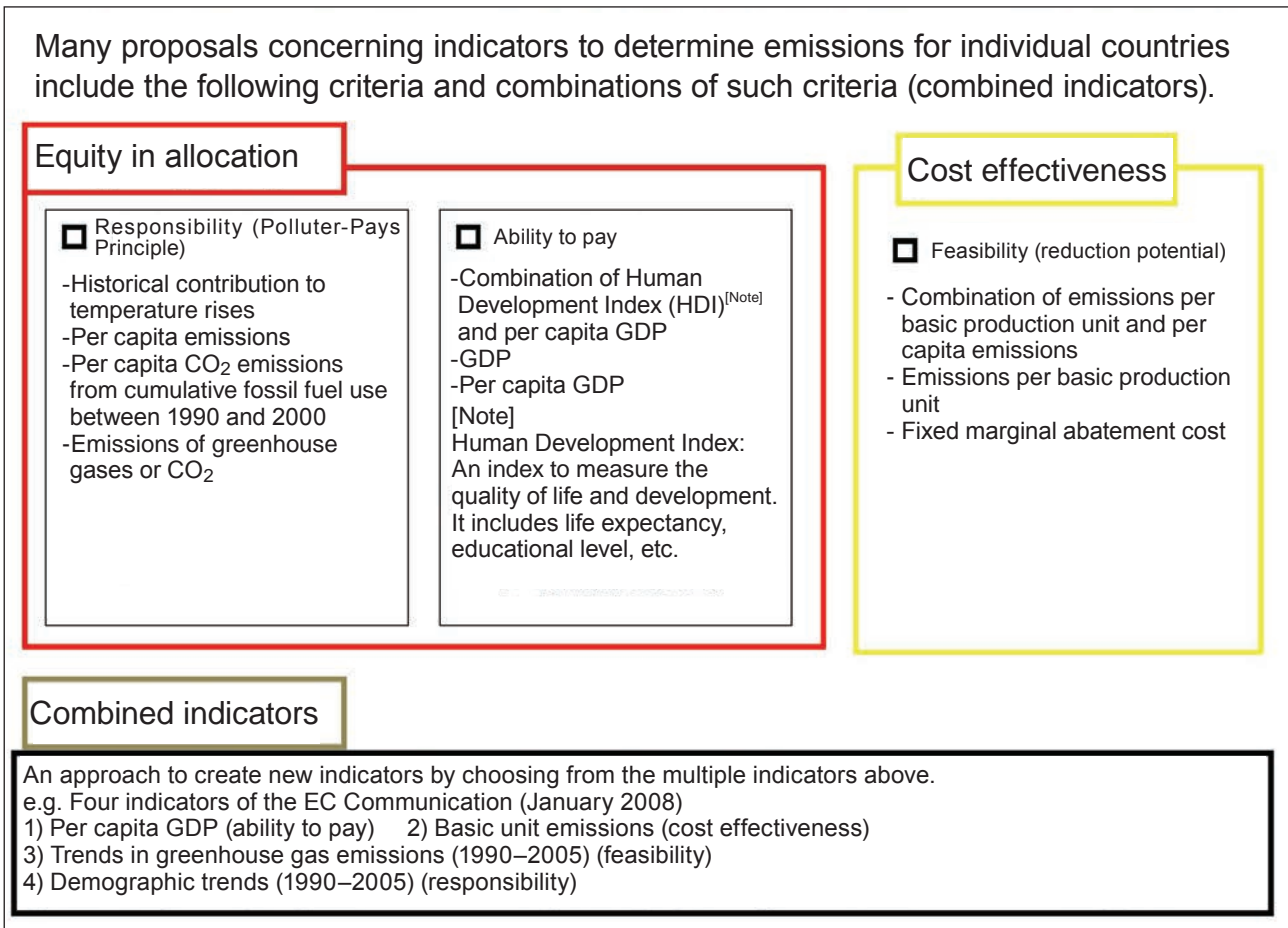 Many proposals concerning indicators to determine emissions for individual countries
include the following criteria and combinations of such criteria (combined indicators).
Equity in allocation
Responsibility (Polluter-Pays
Principle)
-Historical contribution to
temperature rises
-Per capita emissions
-Per capita CO₂ emissions
from cumulative fossil fuel use
between 1990 and 2000
-Emissions of greenhouse
gases or CO₂
Ability to pay
-Combination of Human
Development Index (HDI)[Note]
and per capita GDP
-GDP
-Per capita GDP
[Note]
Human Development Index:
An index to measure the
quality of life and development.
It includes life expectancy,
educational level, etc.
Cost effectiveness
Feasibility (reduction potential)
- Combination of emissions per
basic production unit and per
capita emissions
- Emissions per basic production
unit
- Fixed marginal abatement cost
Combined indicators
An approach to create new indicators by choosing from the multiple indicators above.
e.g. Four indicators of the EC Communication (January 2008)
1) Per capita GDP (ability to pay) 2) Basic unit emissions (cost effectiveness)
3) Trends in greenhouse gas emissions (1990–2005) (feasibility)
4) Demographic trends (1990–2005) (responsibility)